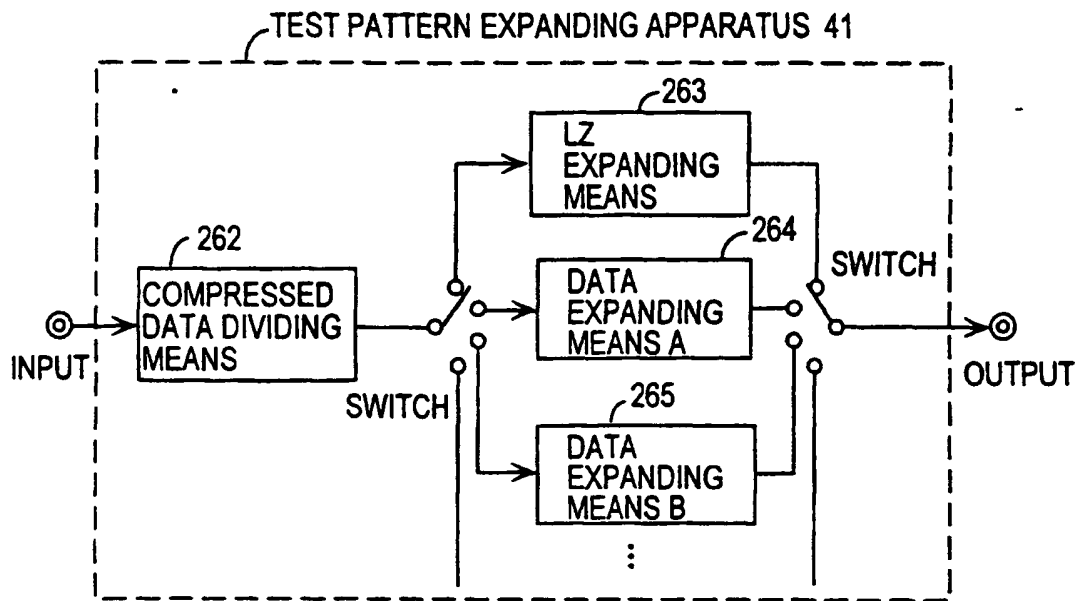 TEST PATTERN EXPANDING APPARATUS 41
263
LZ
EXPANDING
MEANS
262
COMPRESSED
DATA DIVIDING
MEANS
264
DATA
EXPANDING
MEANS A
SWITCH
INPUT
OUTPUT
SWITCH
265
DATA
EXPANDING
MEANS B